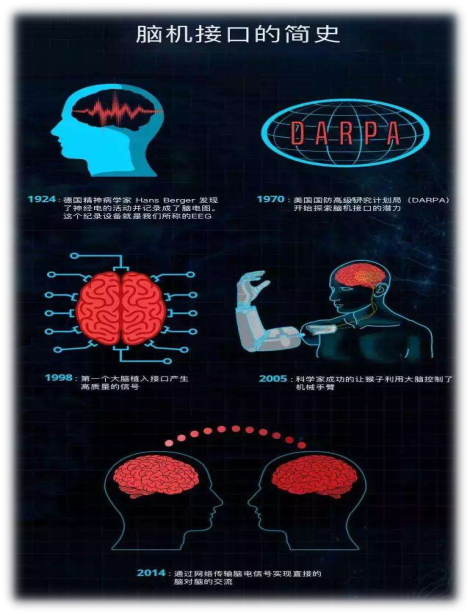 脑机接口的简史
DARPA
1924：德国精神病学家 Hans Berger 发现
了神经电的活动并记录成了脑电图。
这个纪录设备就是我们所称的EEG
1970：美国国防高级研究计划局（DARPA）
开始探索脑机接口的潜力
1998：第一个大脑植入接口产生
高质量的信号
2005：科学家成功的让猴子利用大脑控制了
机械手臂
2014：通过网络传输脑电信号实现直接的
脑对脑的交流